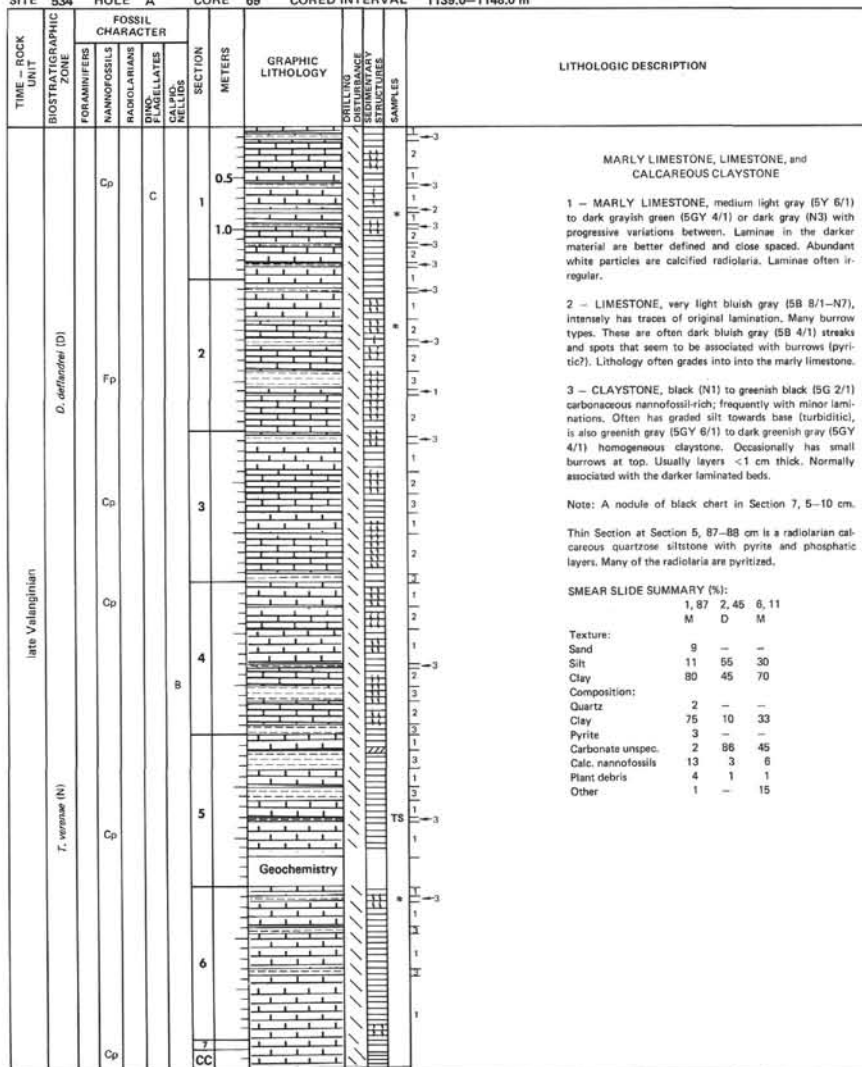 SITE 534 HOLE A CORE 69 CORED INTERVAL 1139.0–1148.0 m
TIME – ROCK UNIT
BIOSTRATIGRAPHIC ZONE
FOSSIL CHARACTER
FORAMINIFERS
NANNOFOSSILS
RADIOLARIANS
DINO- FLAGELLATES
CALPIO- NELLIDS
SECTION
METERS
GRAPHIC LITHOLOGY
DRILLING DISTURBANCE
SEDIMENTARY STRUCTURES
SAMPLES
LITHOLOGIC DESCRIPTION
late Valanginian
D. deflandrei (D)
T. verenae (N)
Cp
Fp
Cp
Cp
Cp
Cp
C
B
1
0.5
1.0
2
3
4
5
6
7
CC
Geochemistry
*
*
TS
*
MARLY LIMESTONE, LIMESTONE, and
CALCAREOUS CLAYSTONE
1 – MARLY LIMESTONE, medium light gray (5Y 6/1)
to dark grayish green (5GY 4/1) or dark gray (N3) with
progressive variations between. Laminae in the darker
material are better defined and close spaced. Abundant
white particles are calcified radiolaria. Laminae often ir-
regular.
2 – LIMESTONE, very light bluish gray (5B 8/1–N7),
intensely has traces of original lamination. Many burrow
types. These are often dark bluish gray (5B 4/1) streaks
and spots that seem to be associated with burrows (pyri-
tic?). Lithology often grades into into the marly limestone.
3 – CLAYSTONE, black (N1) to greenish black (5G 2/1)
carbonaceous nannofossil-rich; frequently with minor lami-
nations. Often has graded silt towards base (turbiditic),
is also greenish gray (5GY 6/1) to dark greenish gray (5GY
4/1) homogeneous claystone. Occasionally has small
burrows at top. Usually layers <1 cm thick. Normally
associated with the darker laminated beds.
Note: A nodule of black chert in Section 7, 5–10 cm.
Thin Section at Section 5, 87–88 cm is a radiolarian cal-
careous quartzose siltstone with pyrite and phosphatic
layers. Many of the radiolaria are pyritized.
SMEAR SLIDE SUMMARY (%):
1, 87 2, 45 6, 11
M D M
Texture:
Sand 9 – –
Silt 11 55 30
Clay 80 45 70
Composition:
Quartz 2 – –
Clay 75 10 33
Pyrite 3 – –
Carbonate unspec. 2 86 45
Calc. nannofossils 13 3 6
Plant debris 4 1 1
Other 1 – 15